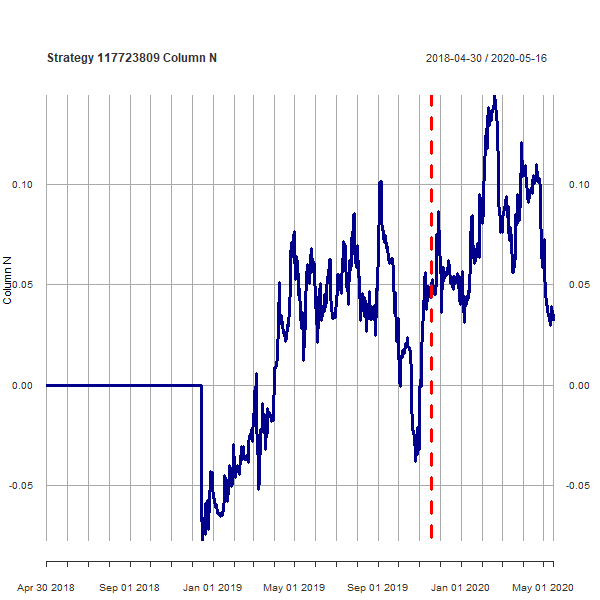 Strategy 117723809 Column N
2018-04-30 / 2020-05-16
0.10 0.10
0.05 0.05
Column N
0.00 0.00
-0.05 -0.05
Apr 30 2018 Sep 01 2018 Jan 01 2019 May 01 2019 Sep 01 2019 Jan 01 2020 May 01 2020